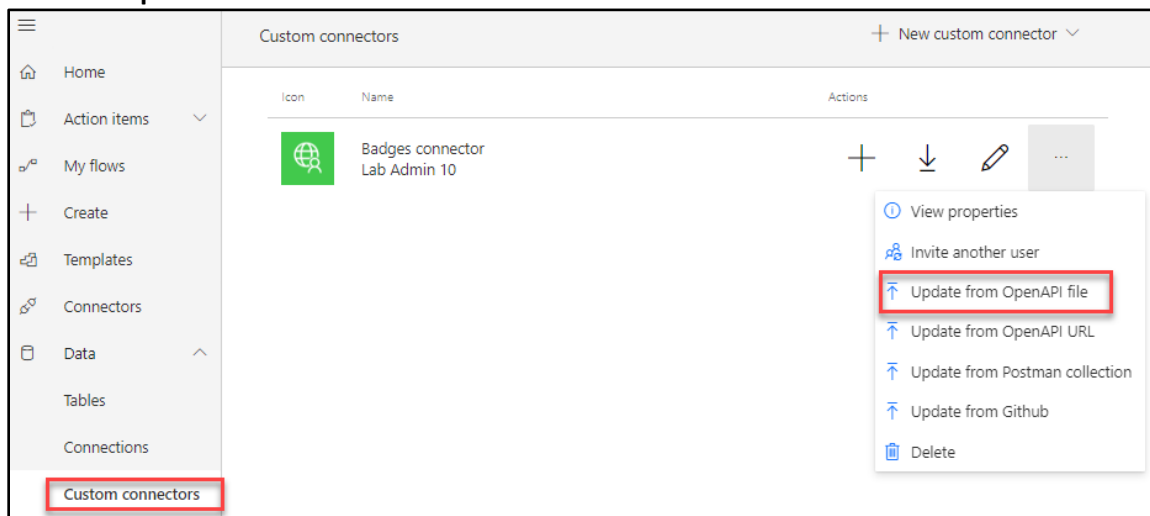 Custom connectors
+ New custom connector
Home
Action items
My flows
Create
Templates
Connectors
Data
Tables
Connections
Custom connectors
Icon Name Actions
Badges connector
Lab Admin 10
...
View properties
Invite another user
Update from OpenAPI file
Update from OpenAPI URL
Update from Postman collection
Update from Github
Delete